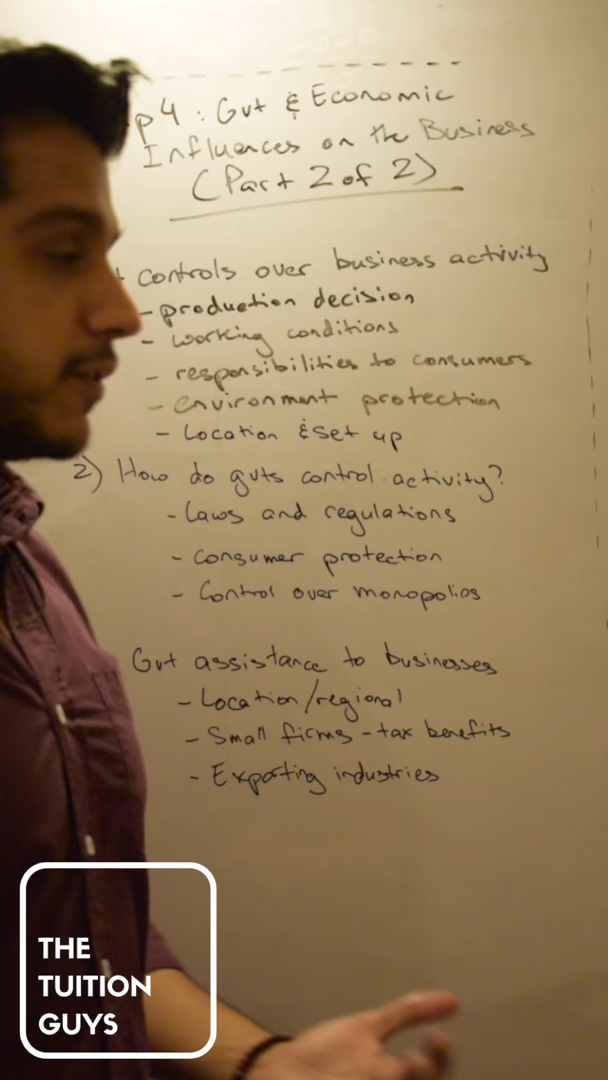 p4 : Gvt & Economic
Influences on the Business
(Part 2 of 2)
controls over business activity
- production decision
- working conditions
- responsibilities to consumers
- environment protection
- Location & set up
2) How do gvts control activity?
- Laws and regulations
- Consumer protection
- Control over monopolies
Gvt assistance to businesses
- Location/regional
- Small firms - tax benefits
- Exporting industries
THE
TUITION
GUYS